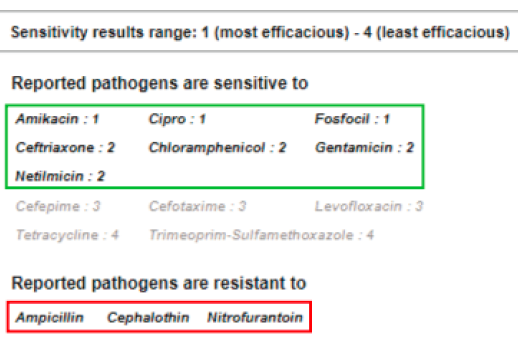 Sensitivity results range: 1 (most efficacious) - 4 (least efficacious)
Reported pathogens are sensitive to
Amikacin : 1 Cipro : 1 Fosfocil : 1
Ceftriaxone : 2 Chloramphenicol : 2 Gentamicin : 2
Netilmicin : 2
Cefepime : 3 Cefotaxime : 3 Levofloxacin : 3
Tetracycline : 4 Trimeoprim-Sulfamethoxazole : 4
Reported pathogens are resistant to
Ampicillin Cephalothin Nitrofurantoin